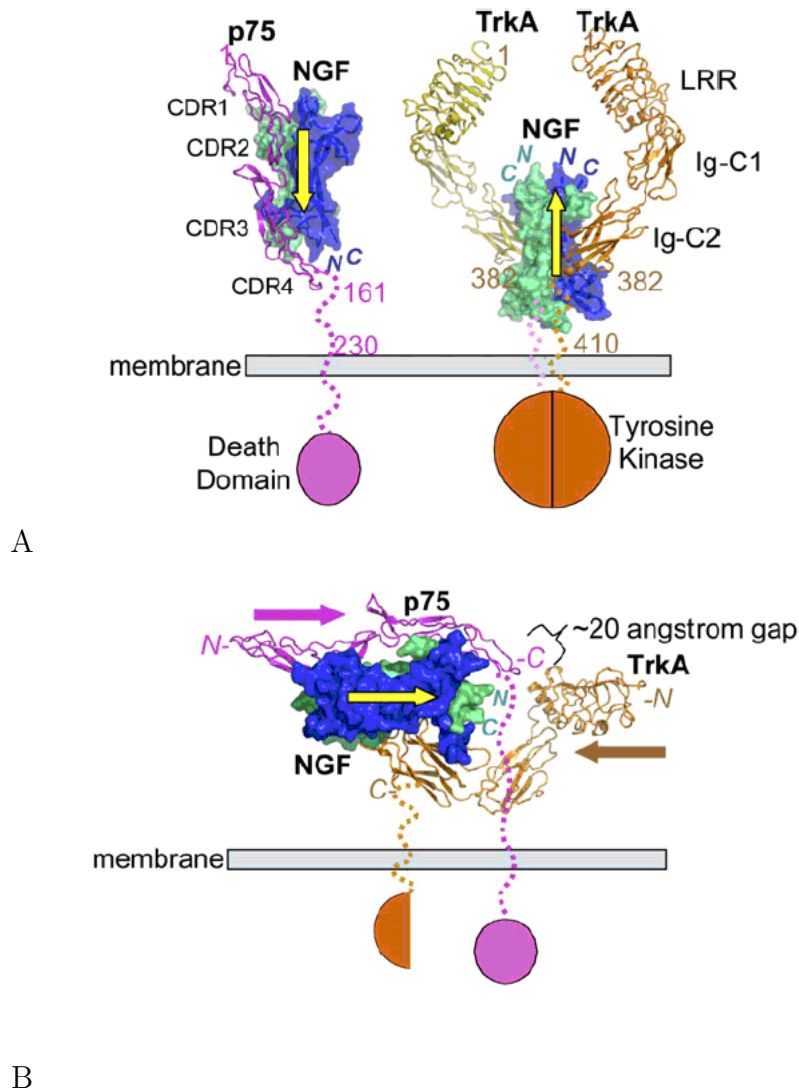 p75
NGF
CDR1
CDR2
CDR3
CDR4
N C
161
230
TrkA
TrkA
1
1
LRR
NGF
N
C
N
C
Ig-C1
Ig-C2
382
382
410
membrane
Death
Domain
Tyrosine
Kinase
A
p75
N-
-C
~20 angstrom gap
TrkA
-N
N
C
NGF
C-
membrane
B